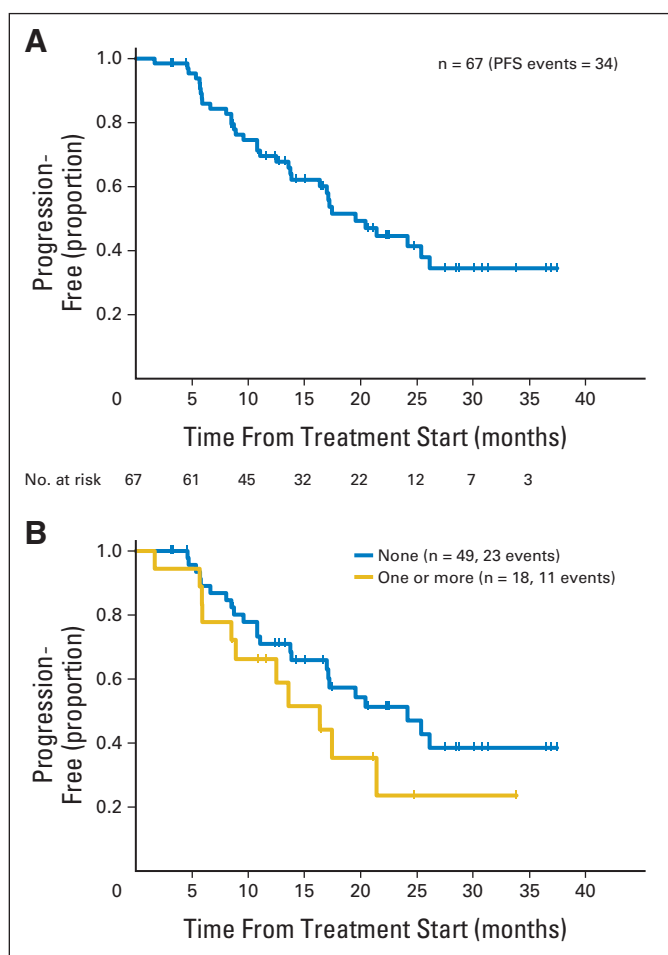 A
n = 67 (PFS events = 34)
Progression-
Free (proportion)
1.0
0.8
0.6
0.4
0.2
0 5 10 15 20 25 30 35 40
Time From Treatment Start (months)
No. at risk 67 61 45 32 22 12 7 3
B
None (n = 49, 23 events)
One or more (n = 18, 11 events)
Progression-
Free (proportion)
1.0
0.8
0.6
0.4
0.2
0 5 10 15 20 25 30 35 40
Time From Treatment Start (months)